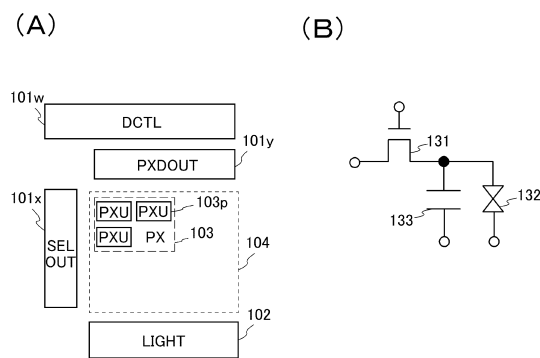 (A)
(B)
101w
DCTL
101y
PXDOUT
131
101x
PXU PXU 103p
PXU PX 103
SEL
OUT
104
133
132
102
LIGHT